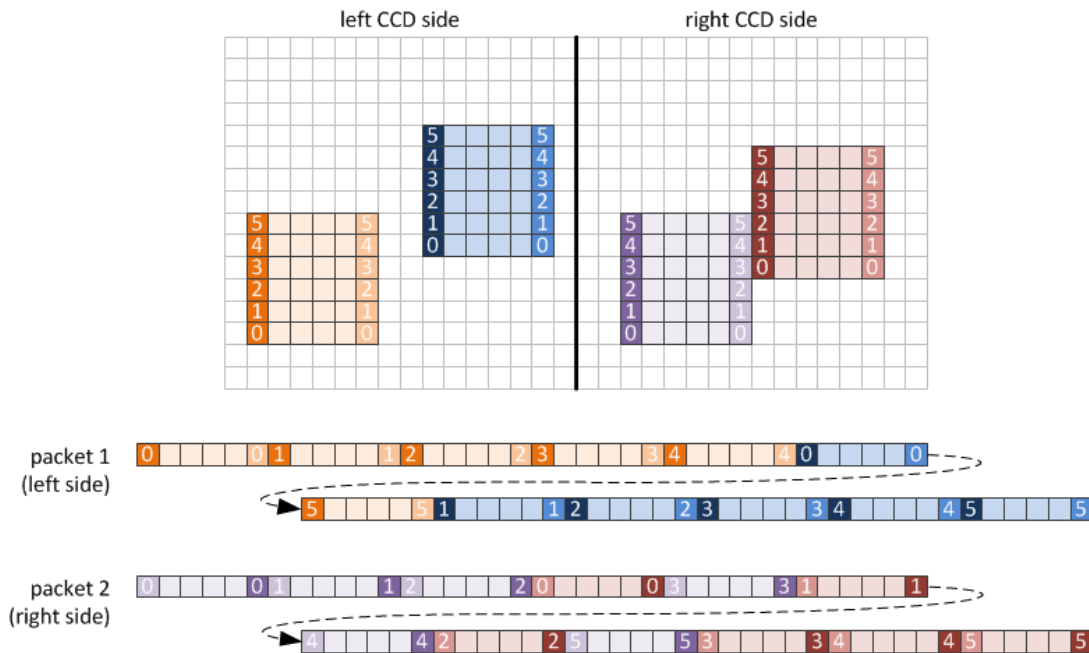 left CCD side
right CCD side
5 5
4 4 5 5
3 3 4 4
2 2 3 3
5 5 1 1 5 5 2 2
4 4 0 0 4 4 1 1
3 3 3 3 0 0
2 2 2 2
1 1 1 1
0 0 0 0
packet 1 0 0 1 1 2 2 3 3 4 4 0 0
(left side) 5 5 1 1 2 2 3 3 4 4 5 5
packet 2 0 0 1 1 2 2 0 0 3 3 1 1
(right side) 4 4 2 2 5 5 3 3 4 4 5 5